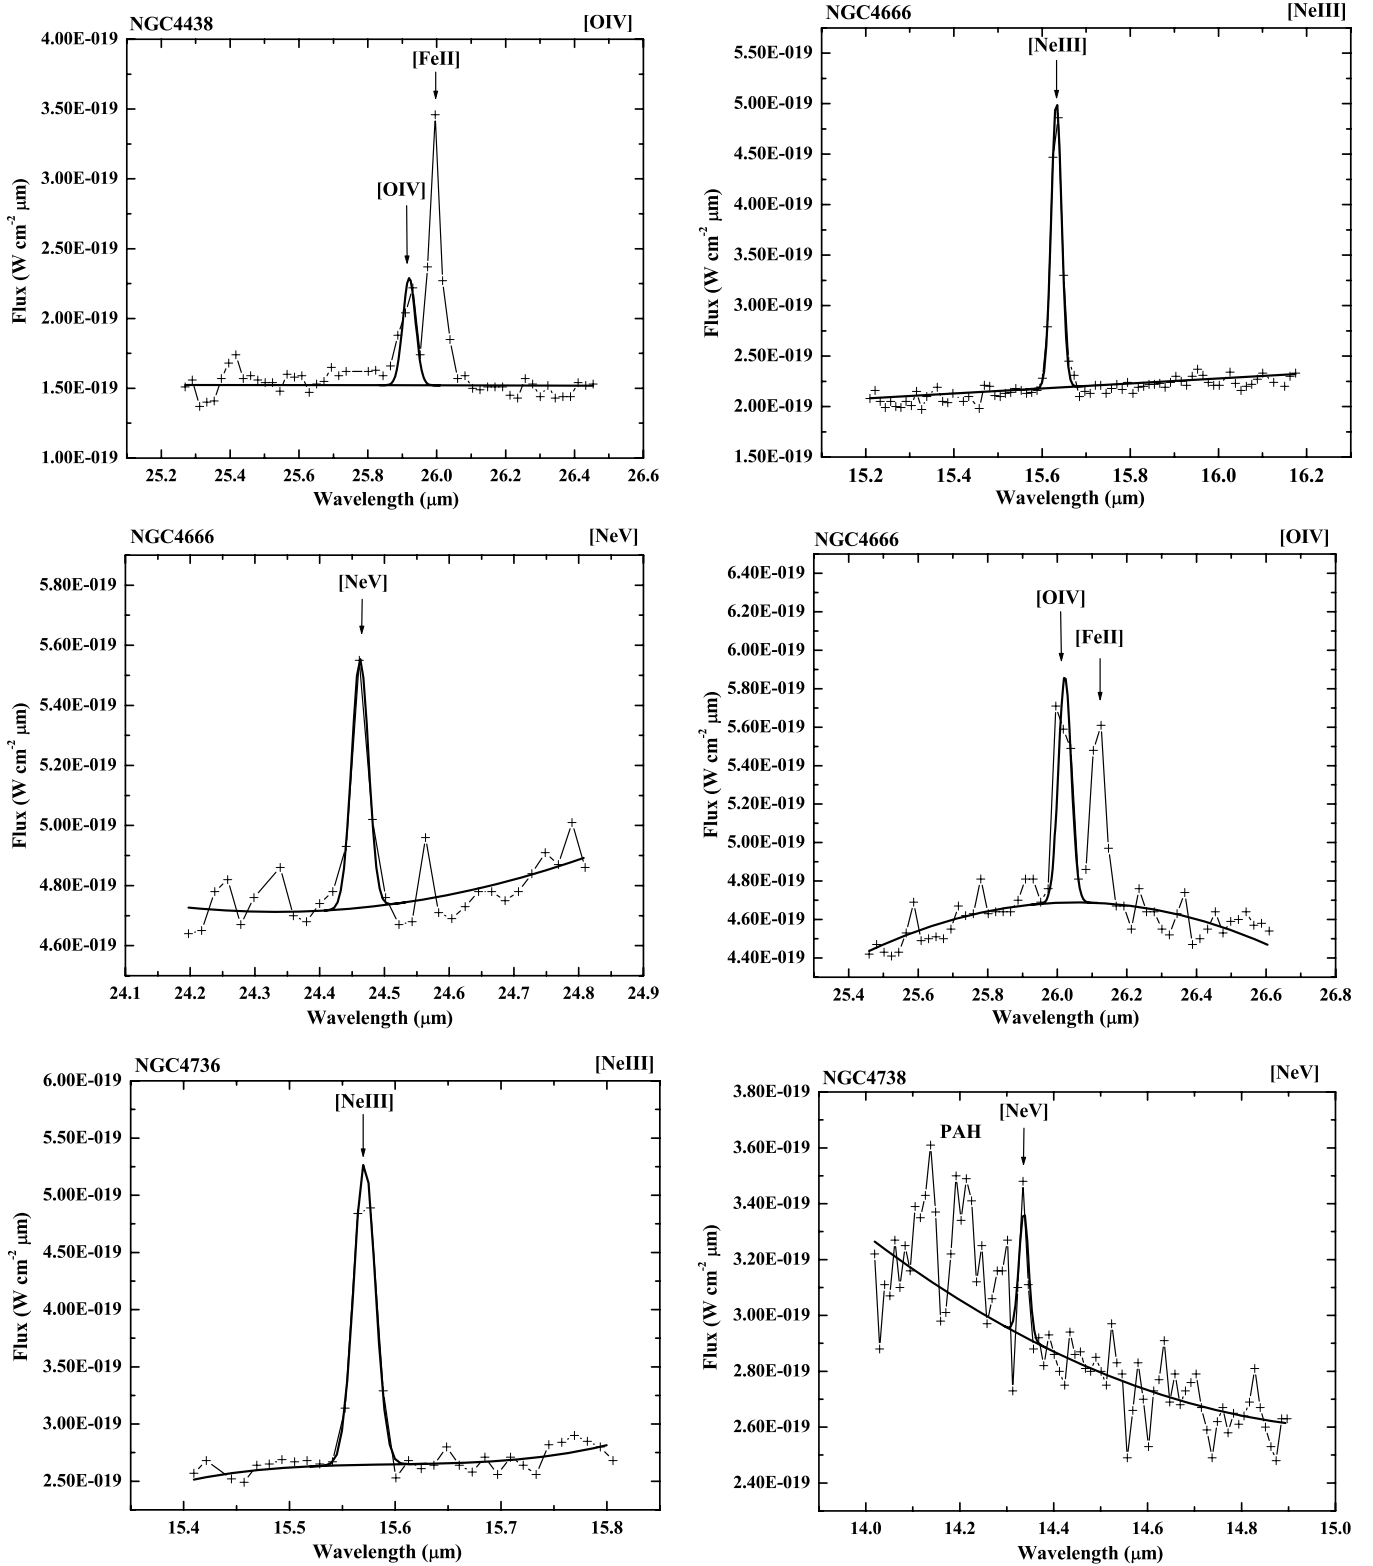 NGC4438 [OIV]
4.00E-019
3.50E-019
3.00E-019
2.50E-019
2.00E-019
1.50E-019
1.00E-019
[FeII]
[OIV]
Flux (W cm-2 μm)
25.2 25.4 25.6 25.8 26.0 26.2 26.4 26.6
Wavelength (μm)
NGC4666 [NeIII]
5.50E-019
5.00E-019
4.50E-019
4.00E-019
3.50E-019
3.00E-019
2.50E-019
2.00E-019
1.50E-019
[NeIII]
Flux (W cm-2 μm)
15.2 15.4 15.6 15.8 16.0 16.2
Wavelength (μm)
NGC4666 [NeV]
5.80E-019
5.60E-019
5.40E-019
5.20E-019
5.00E-019
4.80E-019
4.60E-019
[NeV]
Flux (W cm-2 μm)
24.1 24.2 24.3 24.4 24.5 24.6 24.7 24.8 24.9
Wavelength (μm)
NGC4666 [OIV]
6.40E-019
6.20E-019
6.00E-019
5.80E-019
5.60E-019
5.40E-019
5.20E-019
5.00E-019
4.80E-019
4.60E-019
4.40E-019
[OIV]
[FeII]
Flux (W cm-2 μm)
25.4 25.6 25.8 26.0 26.2 26.4 26.6 26.8
Wavelength (μm)
NGC4736 [NeIII]
6.00E-019
5.50E-019
5.00E-019
4.50E-019
4.00E-019
3.50E-019
3.00E-019
2.50E-019
[NeIII]
Flux (W cm-2 μm)
15.4 15.5 15.6 15.7 15.8
Wavelength (μm)
NGC4738 [NeV]
3.80E-019
3.60E-019
3.40E-019
3.20E-019
3.00E-019
2.80E-019
2.60E-019
2.40E-019
[NeV]
PAH
Flux (W cm-2 μm)
14.0 14.2 14.4 14.6 14.8 15.0
Wavelength (μm)